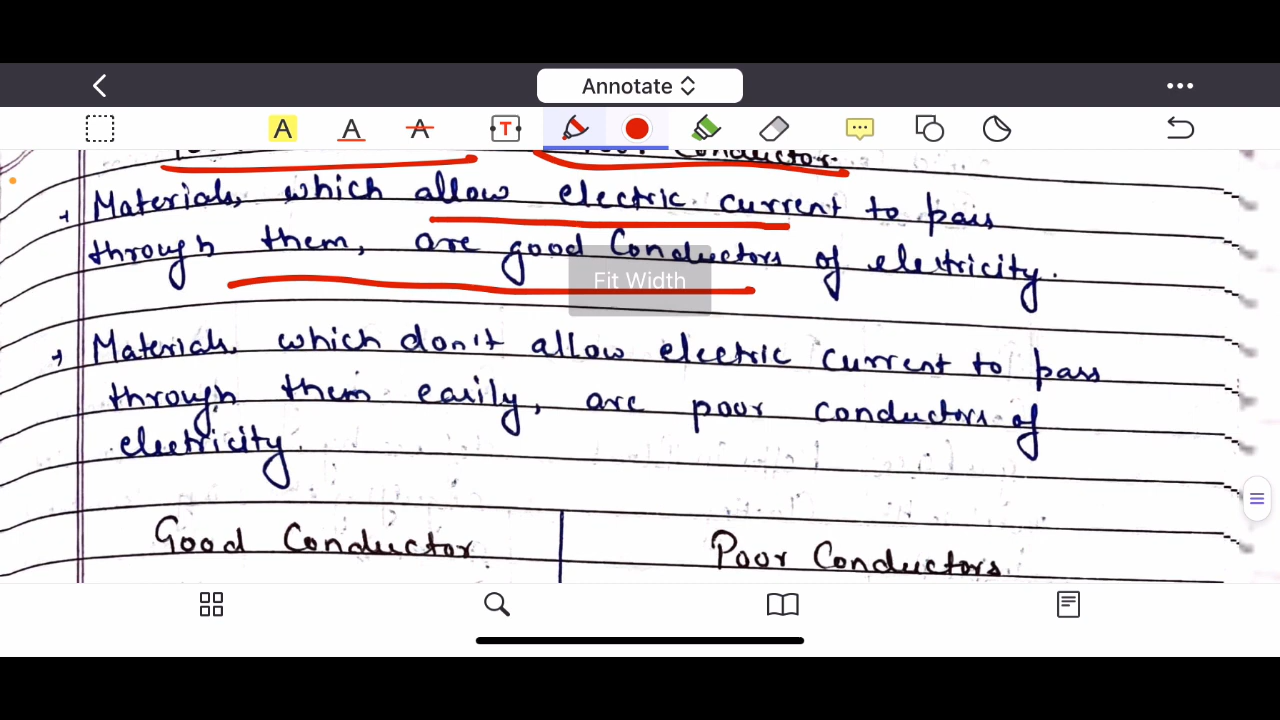 Annotate
A A A T
Conductor.
→ Materials, which allow electric current to pass
through them, are good Conductors of electricity.
Fit Width
→ Materials which don't allow electric current to pass
through them easily, are poor conductors of
electricity.
Good Conductor
Poor Conductors